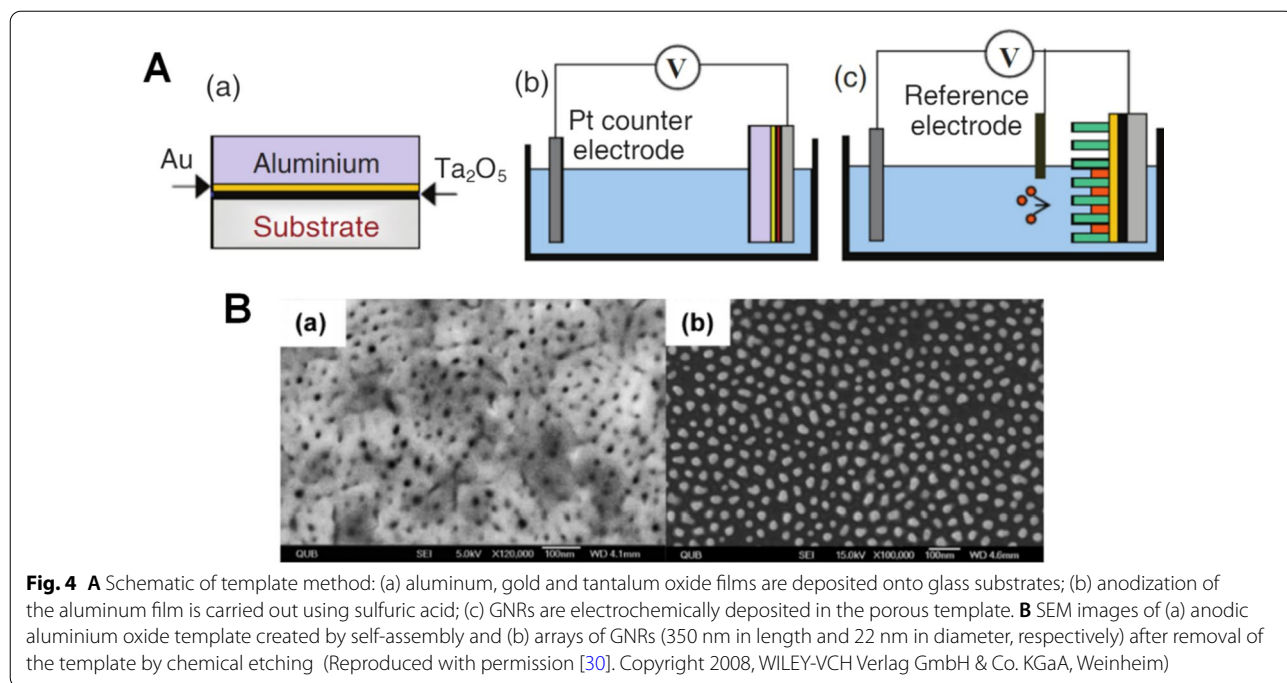 A
(a)
Au
Aluminium
Ta₂O₅
Substrate
(b)
V
Pt counter
electrode
(c)
V
Reference
electrode
B
(a)
QUB SEI 5.0kV X120,000 100nm WD 4.1mm
(b)
QUB SEI 15.0kV X100,000 100nm WD 4.6mm
Fig. 4 A Schematic of template method: (a) aluminum, gold and tantalum oxide films are deposited onto glass substrates; (b) anodization of
the aluminum film is carried out using sulfuric acid; (c) GNRs are electrochemically deposited in the porous template. B SEM images of (a) anodic
aluminium oxide template created by self-assembly and (b) arrays of GNRs (350 nm in length and 22 nm in diameter, respectively) after removal of
the template by chemical etching (Reproduced with permission [30]. Copyright 2008, WILEY-VCH Verlag GmbH & Co. KGaA, Weinheim)